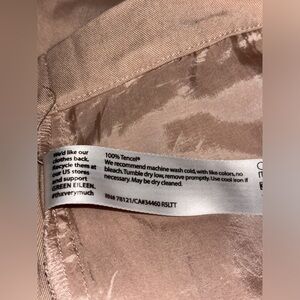 We'd like our
clothes back.
Recycle them at
our US stores
and support
GREEN EILEEN.
#thxverymuch
100% Tencel®
We recommend machine wash cold, with like colors, no
bleach. Tumble dry low, remove promptly. Use cool iron if
necessary. May be dry cleaned.
RN# 78121/CA#34460 RSLTT